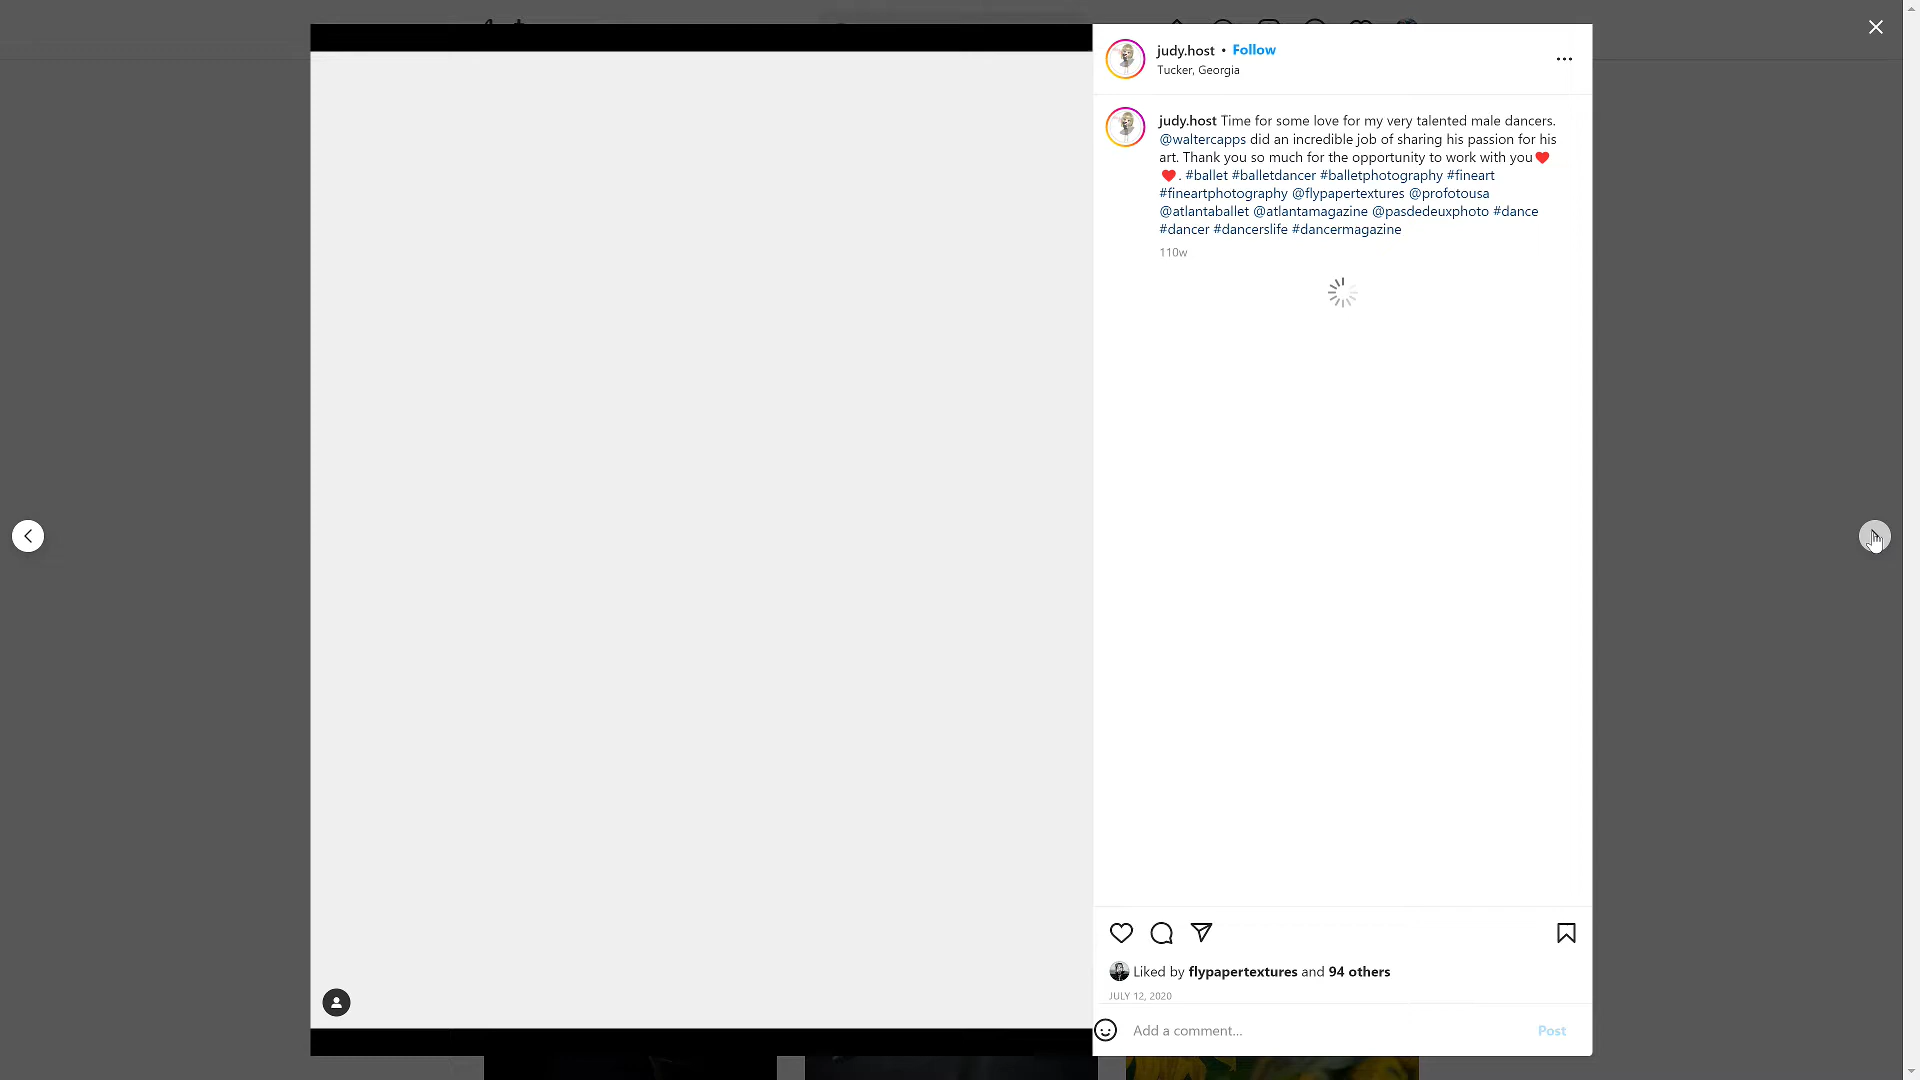 judy.host • Follow
Tucker, Georgia
judy.host Time for some love for my very talented male dancers.
@waltercapps did an incredible job of sharing his passion for his
art. Thank you so much for the opportunity to work with you❤️
❤️. #ballet #balletdancer #balletphotography #fineart
#fineartphotography @flypapertextures @profotousa
@atlantaballet @atlantamagazine @pasdedeuxphoto #dance
#dancer #dancerslife #dancermagazine
110w
Liked by flypapertextures and 94 others
JULY 12, 2020
Add a comment...
Post